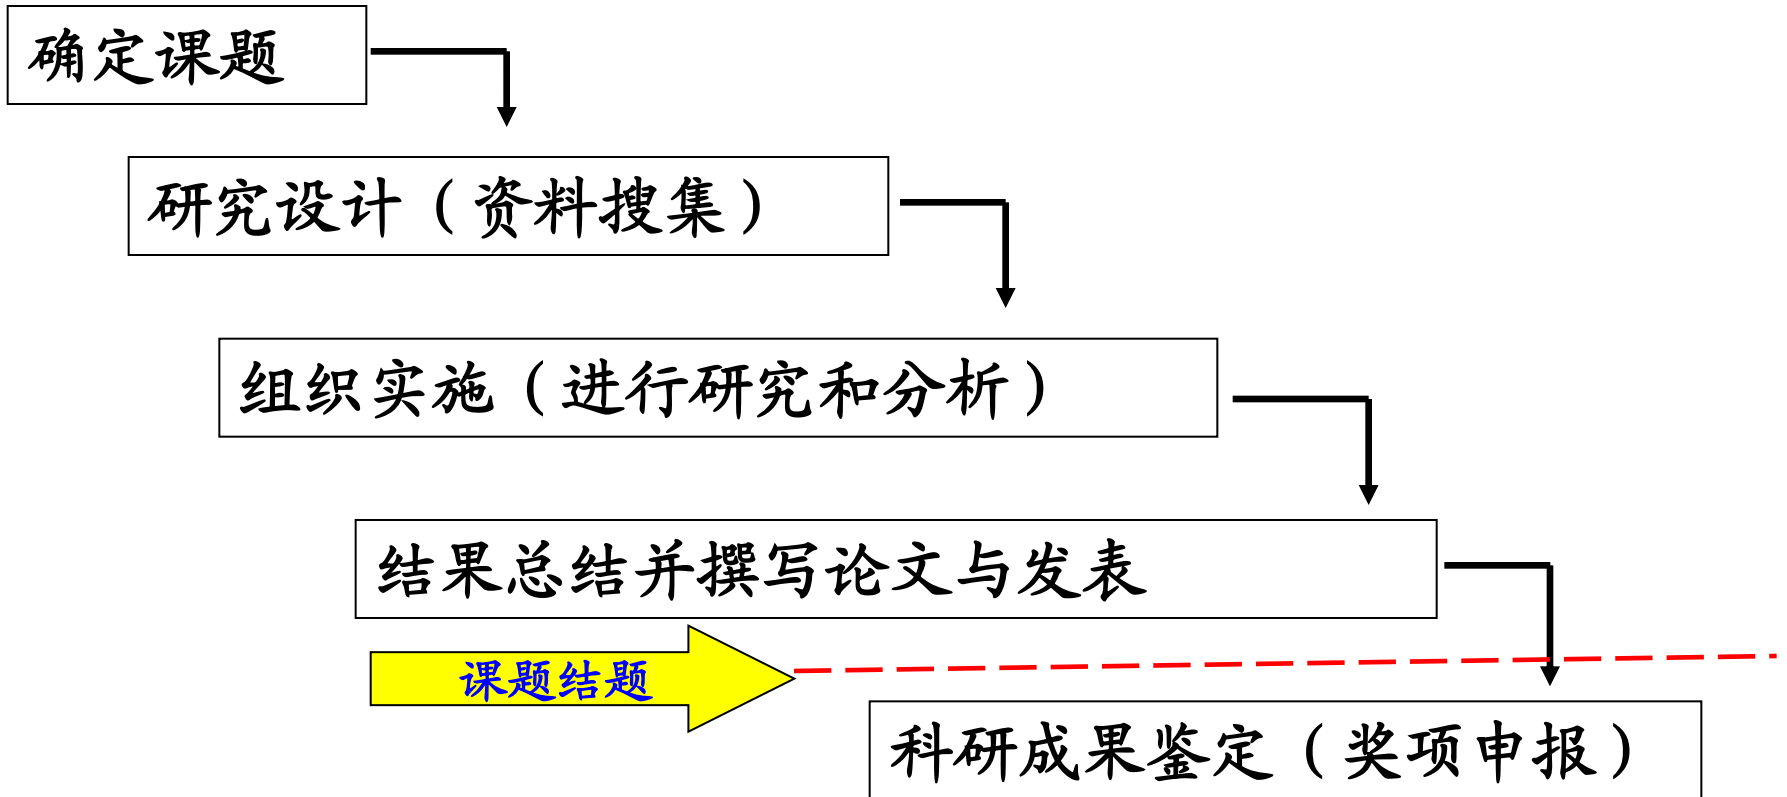 确定课题
研究设计（资料搜集）
组织实施（进行研究和分析）
结果总结并撰写论文与发表
课题结题
科研成果鉴定（奖项申报）